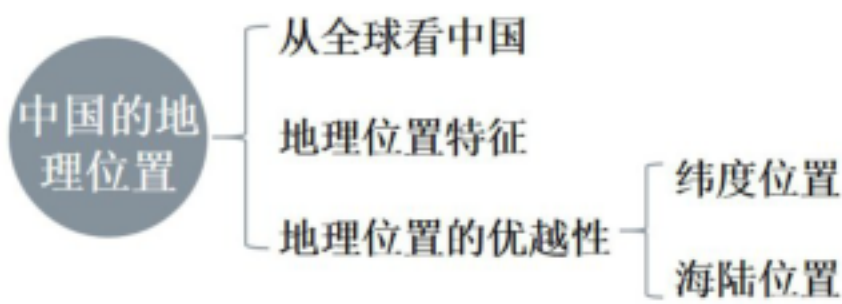 中国的地
理位置
从全球看中国
地理位置特征
地理位置的优越性
纬度位置
海陆位置